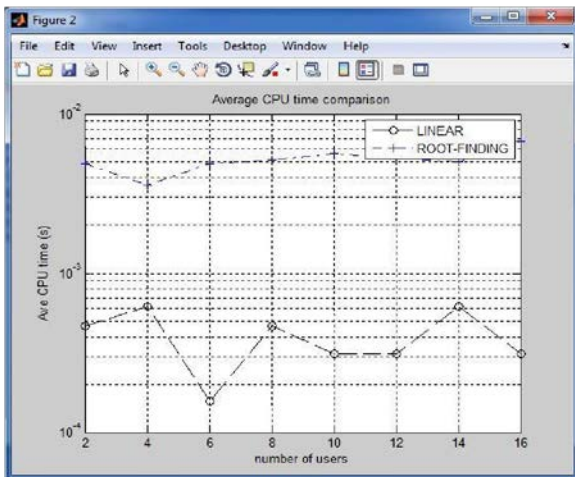 Figure 2
File Edit View Insert Tools Desktop Window Help
Average CPU time comparison
LINEAR
ROOT-FINDING
Ave CPU time (s)
10^-2
10^-3
10^-4
2 4 6 8 10 12 14 16
number of users